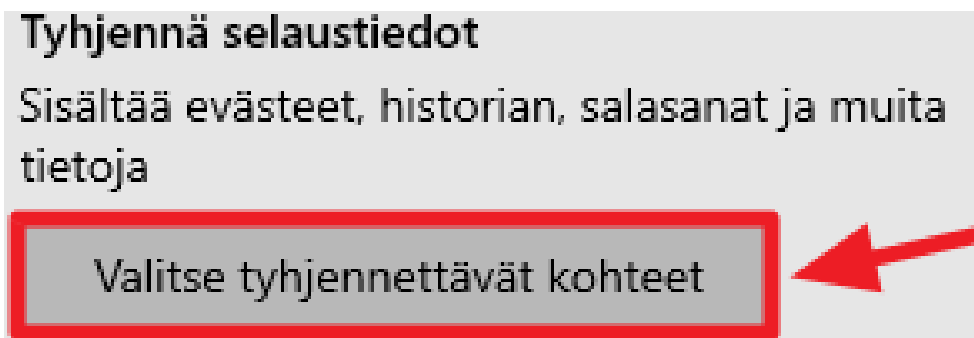 Tyhjennä selaustiedot
Sisältää evästeet, historian, salasanat ja muita
tietoja
Valitse tyhjennettävät kohteet